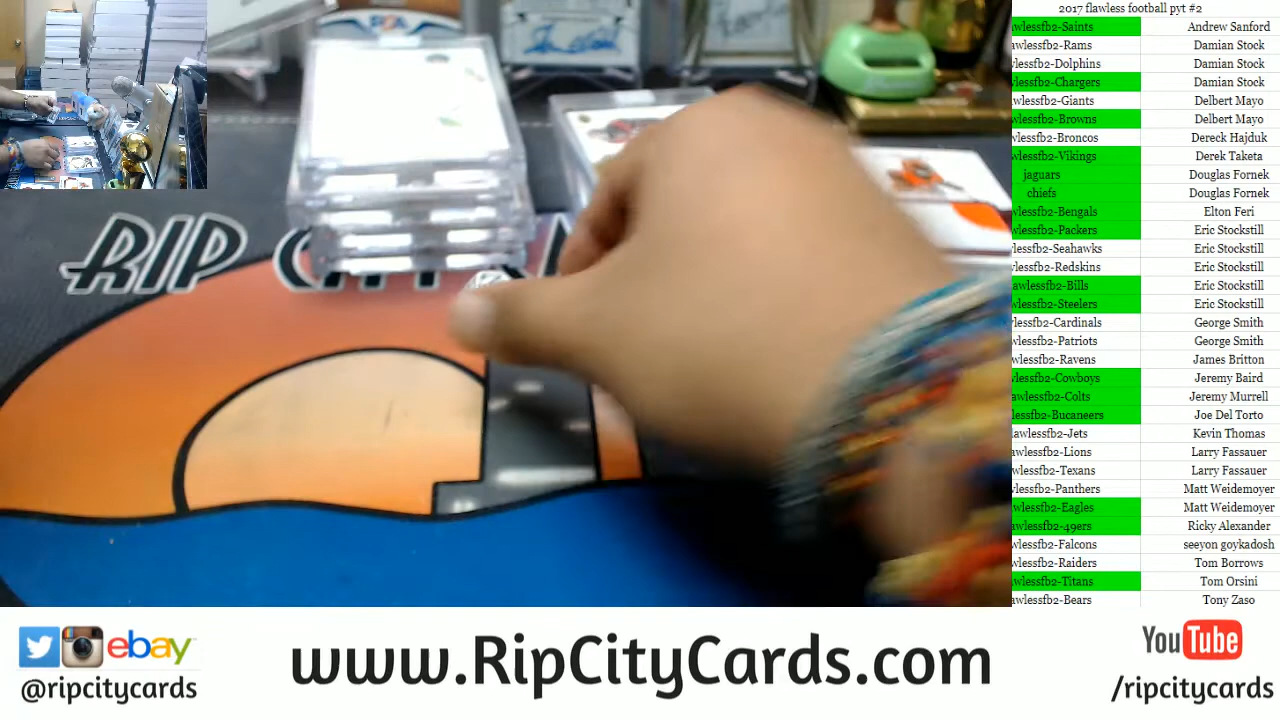 2017 flawless football pyt #2
awlessfb2-Saints Andrew Sanford
awlessfb2-Rams Damian Stock
vlessfb2-Dolphins Damian Stock
wlessfb2-Chargers Damian Stock
awlessfb2-Giants Delbert Mayo
awlessfb2-Browns Delbert Mayo
wlessfb2-Broncos Dereck Hajduk
wlessfb2-Vikings Derek Taketa
jaguars Douglas Fornek
chiefs Douglas Fornek
wlessfb2-Bengals Elton Feri
wlessfb2-Packers Eric Stockstill
lessfb2-Seahawks Eric Stockstill
lessfb2-Redskins Eric Stockstill
lawlessfb2-Bills Eric Stockstill
wlessfb2-Steelers Eric Stockstill
lessfb2-Cardinals George Smith
wlessfb2-Patriots George Smith
wlessfb2-Ravens James Britton
wlessfb2-Cowboys Jeremy Baird
awlessfb2-Colts Jeremy Murrell
lessfb2-Bucaneers Joe Del Torto
lawlessfb2-Jets Kevin Thomas
awlessfb2-Lions Larry Fassauer
wlessfb2-Texans Larry Fassauer
wlessfb2-Panthers Matt Weidemoyer
awlessfb2-Eagles Matt Weidemoyer
awlessfb2-49ers Ricky Alexander
wlessfb2-Falcons seeyon goykadosh
wlessfb2-Raiders Tom Borrows
wlessfb2-Titans Tom Orsini
awlessfb2-Bears Tony Zaso
RIP
ebay
@ripcitycards
www.RipCityCards.com
YouTube
/ripcitycards